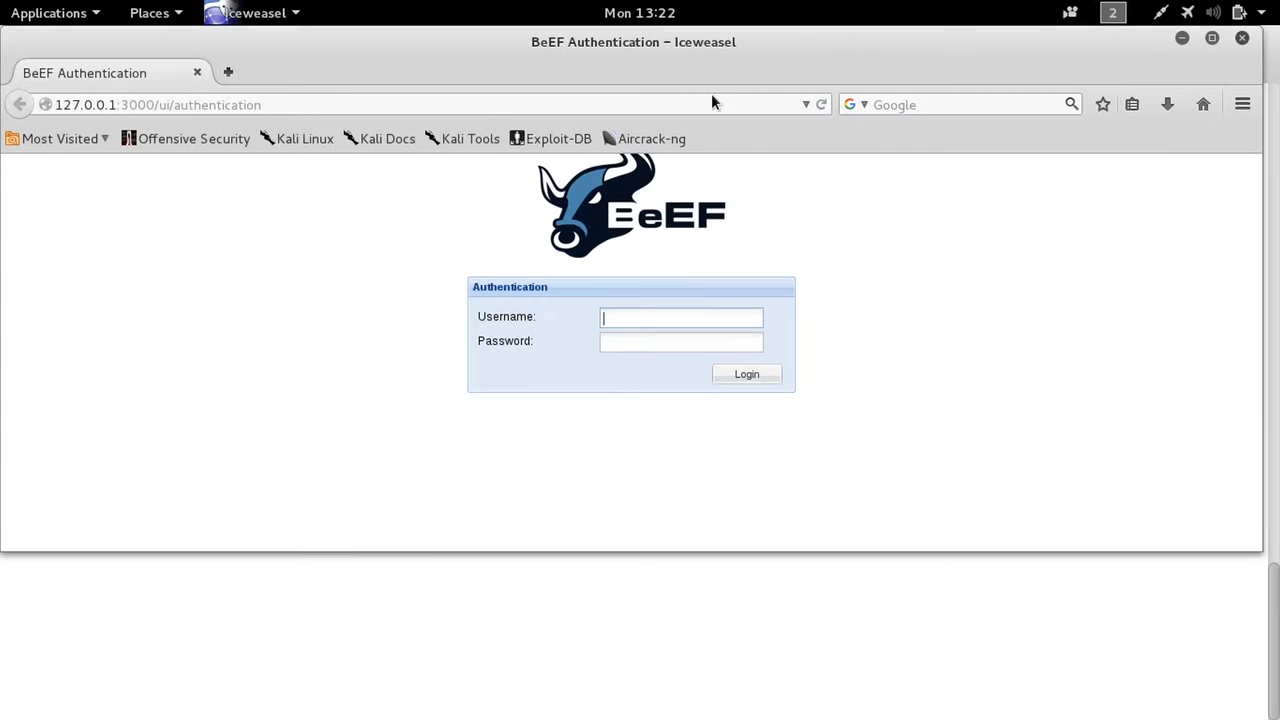 Applications Places Iceweasel Mon 13:22 2
BeEF Authentication - Iceweasel
BeEF Authentication
127.0.0.1:3000/ui/authentication Google
Most Visited Offensive Security Kali Linux Kali Docs Kali Tools Exploit-DB Aircrack-ng
BeEF
Authentication
Username:
Password:
Login